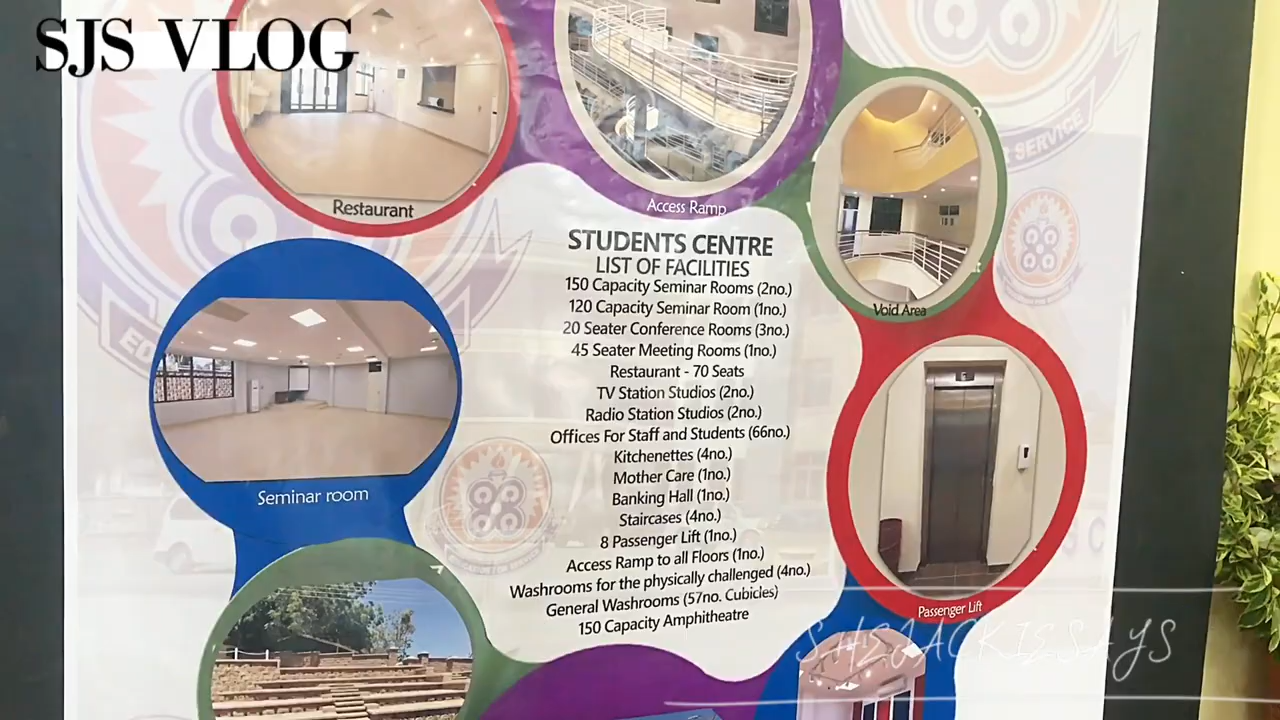 SJS VLOG
Restaurant
Access Ramp
SERVICE
Void Area
STUDENTS CENTRE
LIST OF FACILITIES
150 Capacity Seminar Rooms (2no.)
120 Capacity Seminar Room (1no.)
20 Seater Conference Rooms (3no.)
45 Seater Meeting Rooms (1no.)
Restaurant - 70 Seats
TV Station Studios (2no.)
Radio Station Studios (2no.)
Offices For Staff and Students (66no.)
Kitchenettes (4no.)
Mother Care (1no.)
Banking Hall (1no.)
Staircases (4no.)
8 Passenger Lift (1no.)
Access Ramp to all Floors (1no.)
Washrooms for the physically challenged (4no.)
General Washrooms (57no. Cubicles)
150 Capacity Amphitheatre
Seminar room
Passenger Lift
SHEJACKIESAYS